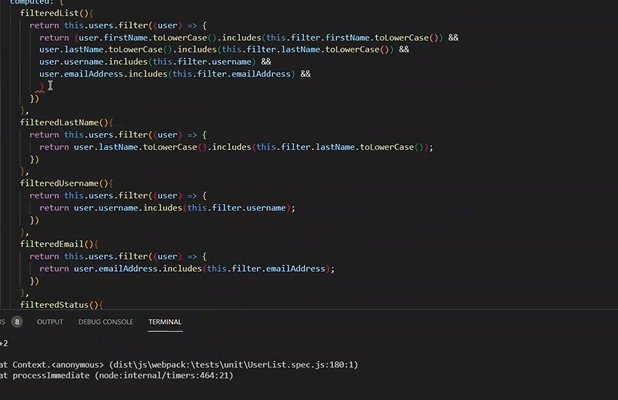 computed: {
filteredList(){
return this.users.filter((user) => {
return (user.firstName.toLowerCase().includes(this.filter.firstName.toLowerCase()) &&
user.lastName.toLowerCase().includes(this.filter.lastName.toLowerCase()) &&
user.username.includes(this.filter.username) &&
user.emailAddress.includes(this.filter.emailAddress) &&
)
})
},
filteredLastName(){
return this.users.filter((user) => {
return user.lastName.toLowerCase().includes(this.filter.lastName.toLowerCase());
})
},
filteredUsername(){
return this.users.filter((user) => {
return user.username.includes(this.filter.username);
})
},
filteredEmail(){
return this.users.filter((user) => {
return user.emailAddress.includes(this.filter.emailAddress);
})
},
filteredStatus(){
8 OUTPUT DEBUG CONSOLE TERMINAL
+2
at Context.<anonymous> (dist\js\webpack:\tests\unit\UserList.spec.js:180:1)
at processImmediate (node:internal/timers:464:21)